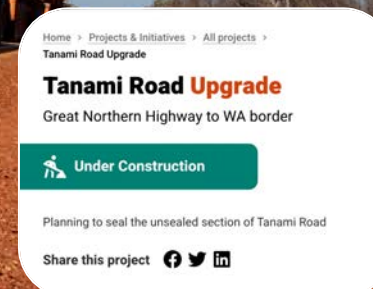 Home > Projects & Initiatives > All projects >
Tanami Road Upgrade
Tanami Road Upgrade
Great Northern Highway to WA border
Under Construction
Planning to seal the unsealed section of Tanami Road
Share this project